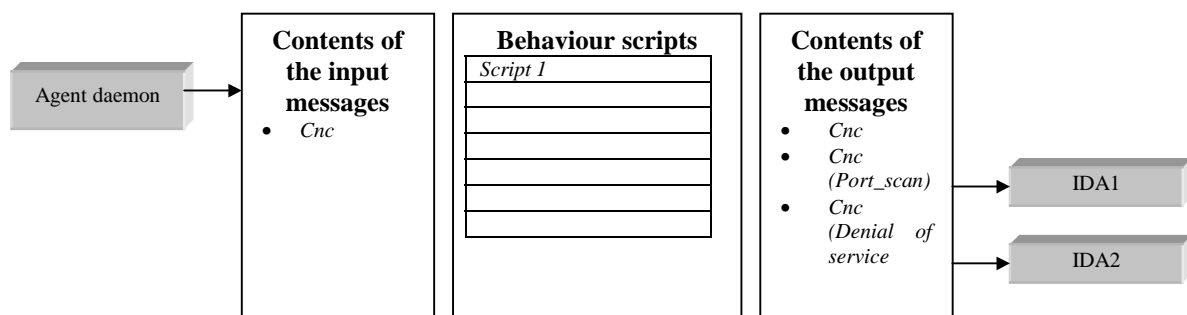 Agent daemon
Contents of
the input
messages
• Cnc
Behaviour scripts
Script 1
Contents of
the output
messages
• Cnc
• Cnc
(Port_scan)
• Cnc
(Denial of
service
IDA1
IDA2